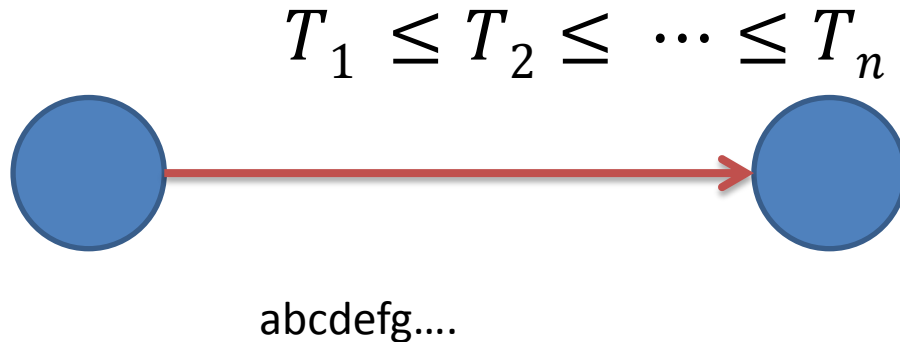 T₁ ≤ T₂ ≤ ⋯ ≤ Tₙ
abcdefg....